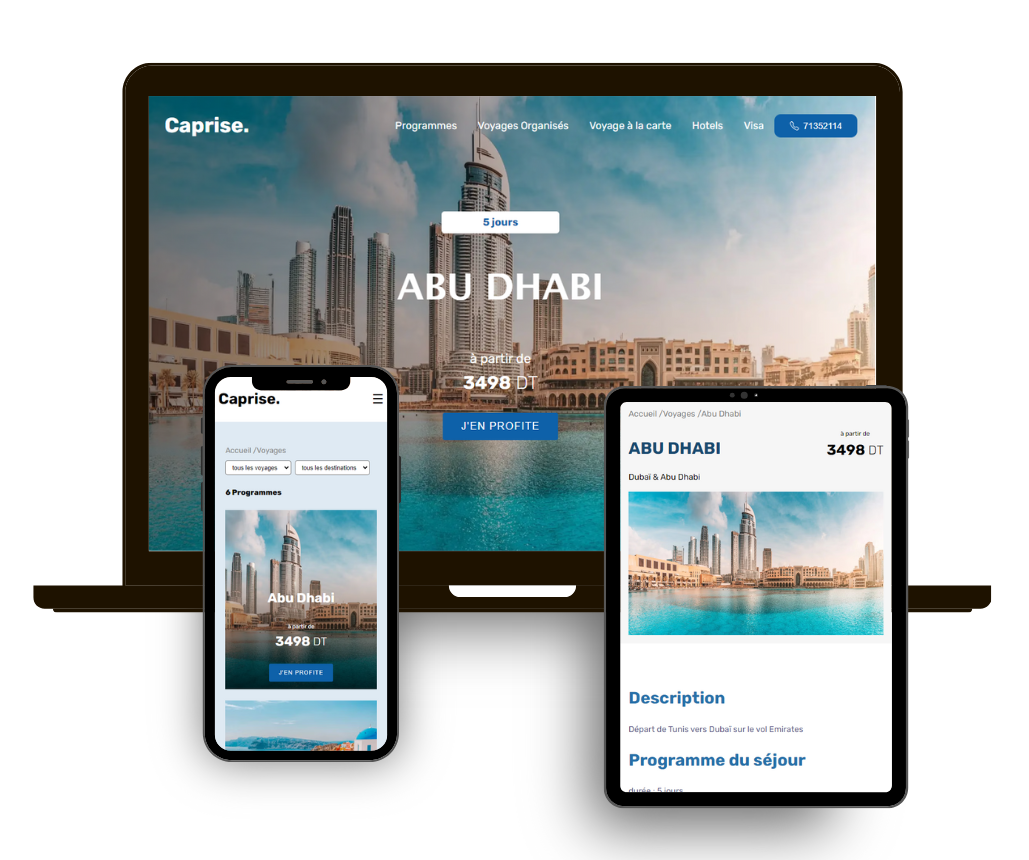 Caprise.
Programmes Voyages Organisés Voyage à la carte Hotels Visa 71352114
5 jours
ABU DHABI
à partir de
3498 DT
J'EN PROFITE
Caprise.
Accueil /Voyages
tous les voyages tous les destinations
6 Programmes
Abu Dhabi
à partir de
3498 DT
J'EN PROFITE
Accueil /Voyages /Abu Dhabi
à partir de
ABU DHABI 3498 DT
Dubaï & Abu Dhabi
Description
Départ de Tunis vers Dubaï sur le vol Emirates
Programme du séjour
durée : 5 jours